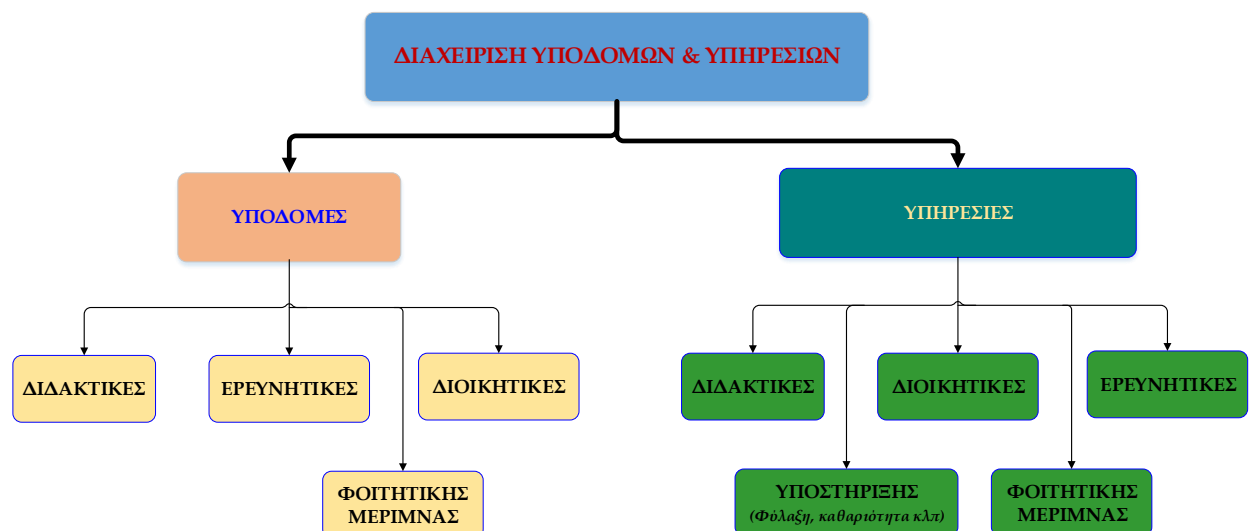 ΔΙΑΧΕΙΡΙΣΗ ΥΠΟΔΟΜΩΝ & ΥΠΗΡΕΣΙΩΝ
ΥΠΟΔΟΜΕΣ
ΥΠΗΡΕΣΙΕΣ
ΔΙΔΑΚΤΙΚΕΣ
ΕΡΕΥΝΗΤΙΚΕΣ
ΔΙΟΙΚΗΤΙΚΕΣ
ΦΟΙΤΗΤΙΚΗΣ
ΜΕΡΙΜΝΑΣ
ΔΙΔΑΚΤΙΚΕΣ
ΔΙΟΙΚΗΤΙΚΕΣ
ΕΡΕΥΝΗΤΙΚΕΣ
ΥΠΟΣΤΗΡΙΞΗΣ
(Φύλαξη, καθαριότητα κλπ)
ΦΟΙΤΗΤΙΚΗΣ
ΜΕΡΙΜΝΑΣ